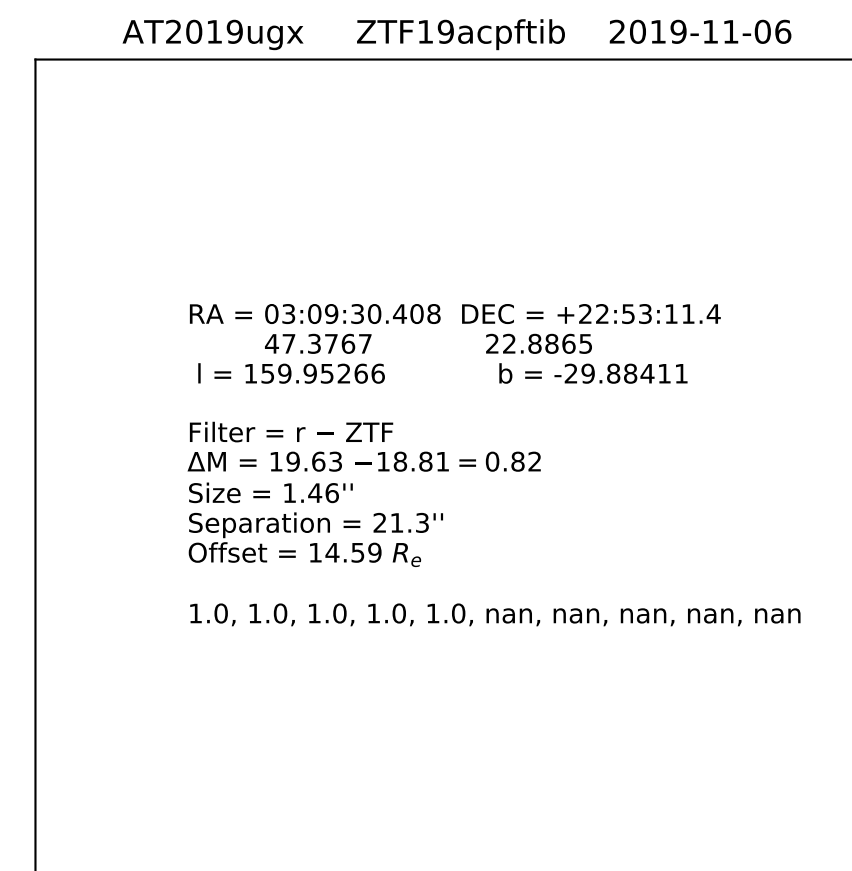 AT2019ugx ZTF19acpftib 2019-11-06
RA = 03:09:30.408 DEC = +22:53:11.4
47.3767 22.8865
l = 159.95266 b = -29.88411
Filter = r − ZTF
ΔM = 19.63 −18.81 = 0.82
Size = 1.46''
Separation = 21.3''
Offset = 14.59 Rₑ
1.0, 1.0, 1.0, 1.0, 1.0, nan, nan, nan, nan, nan